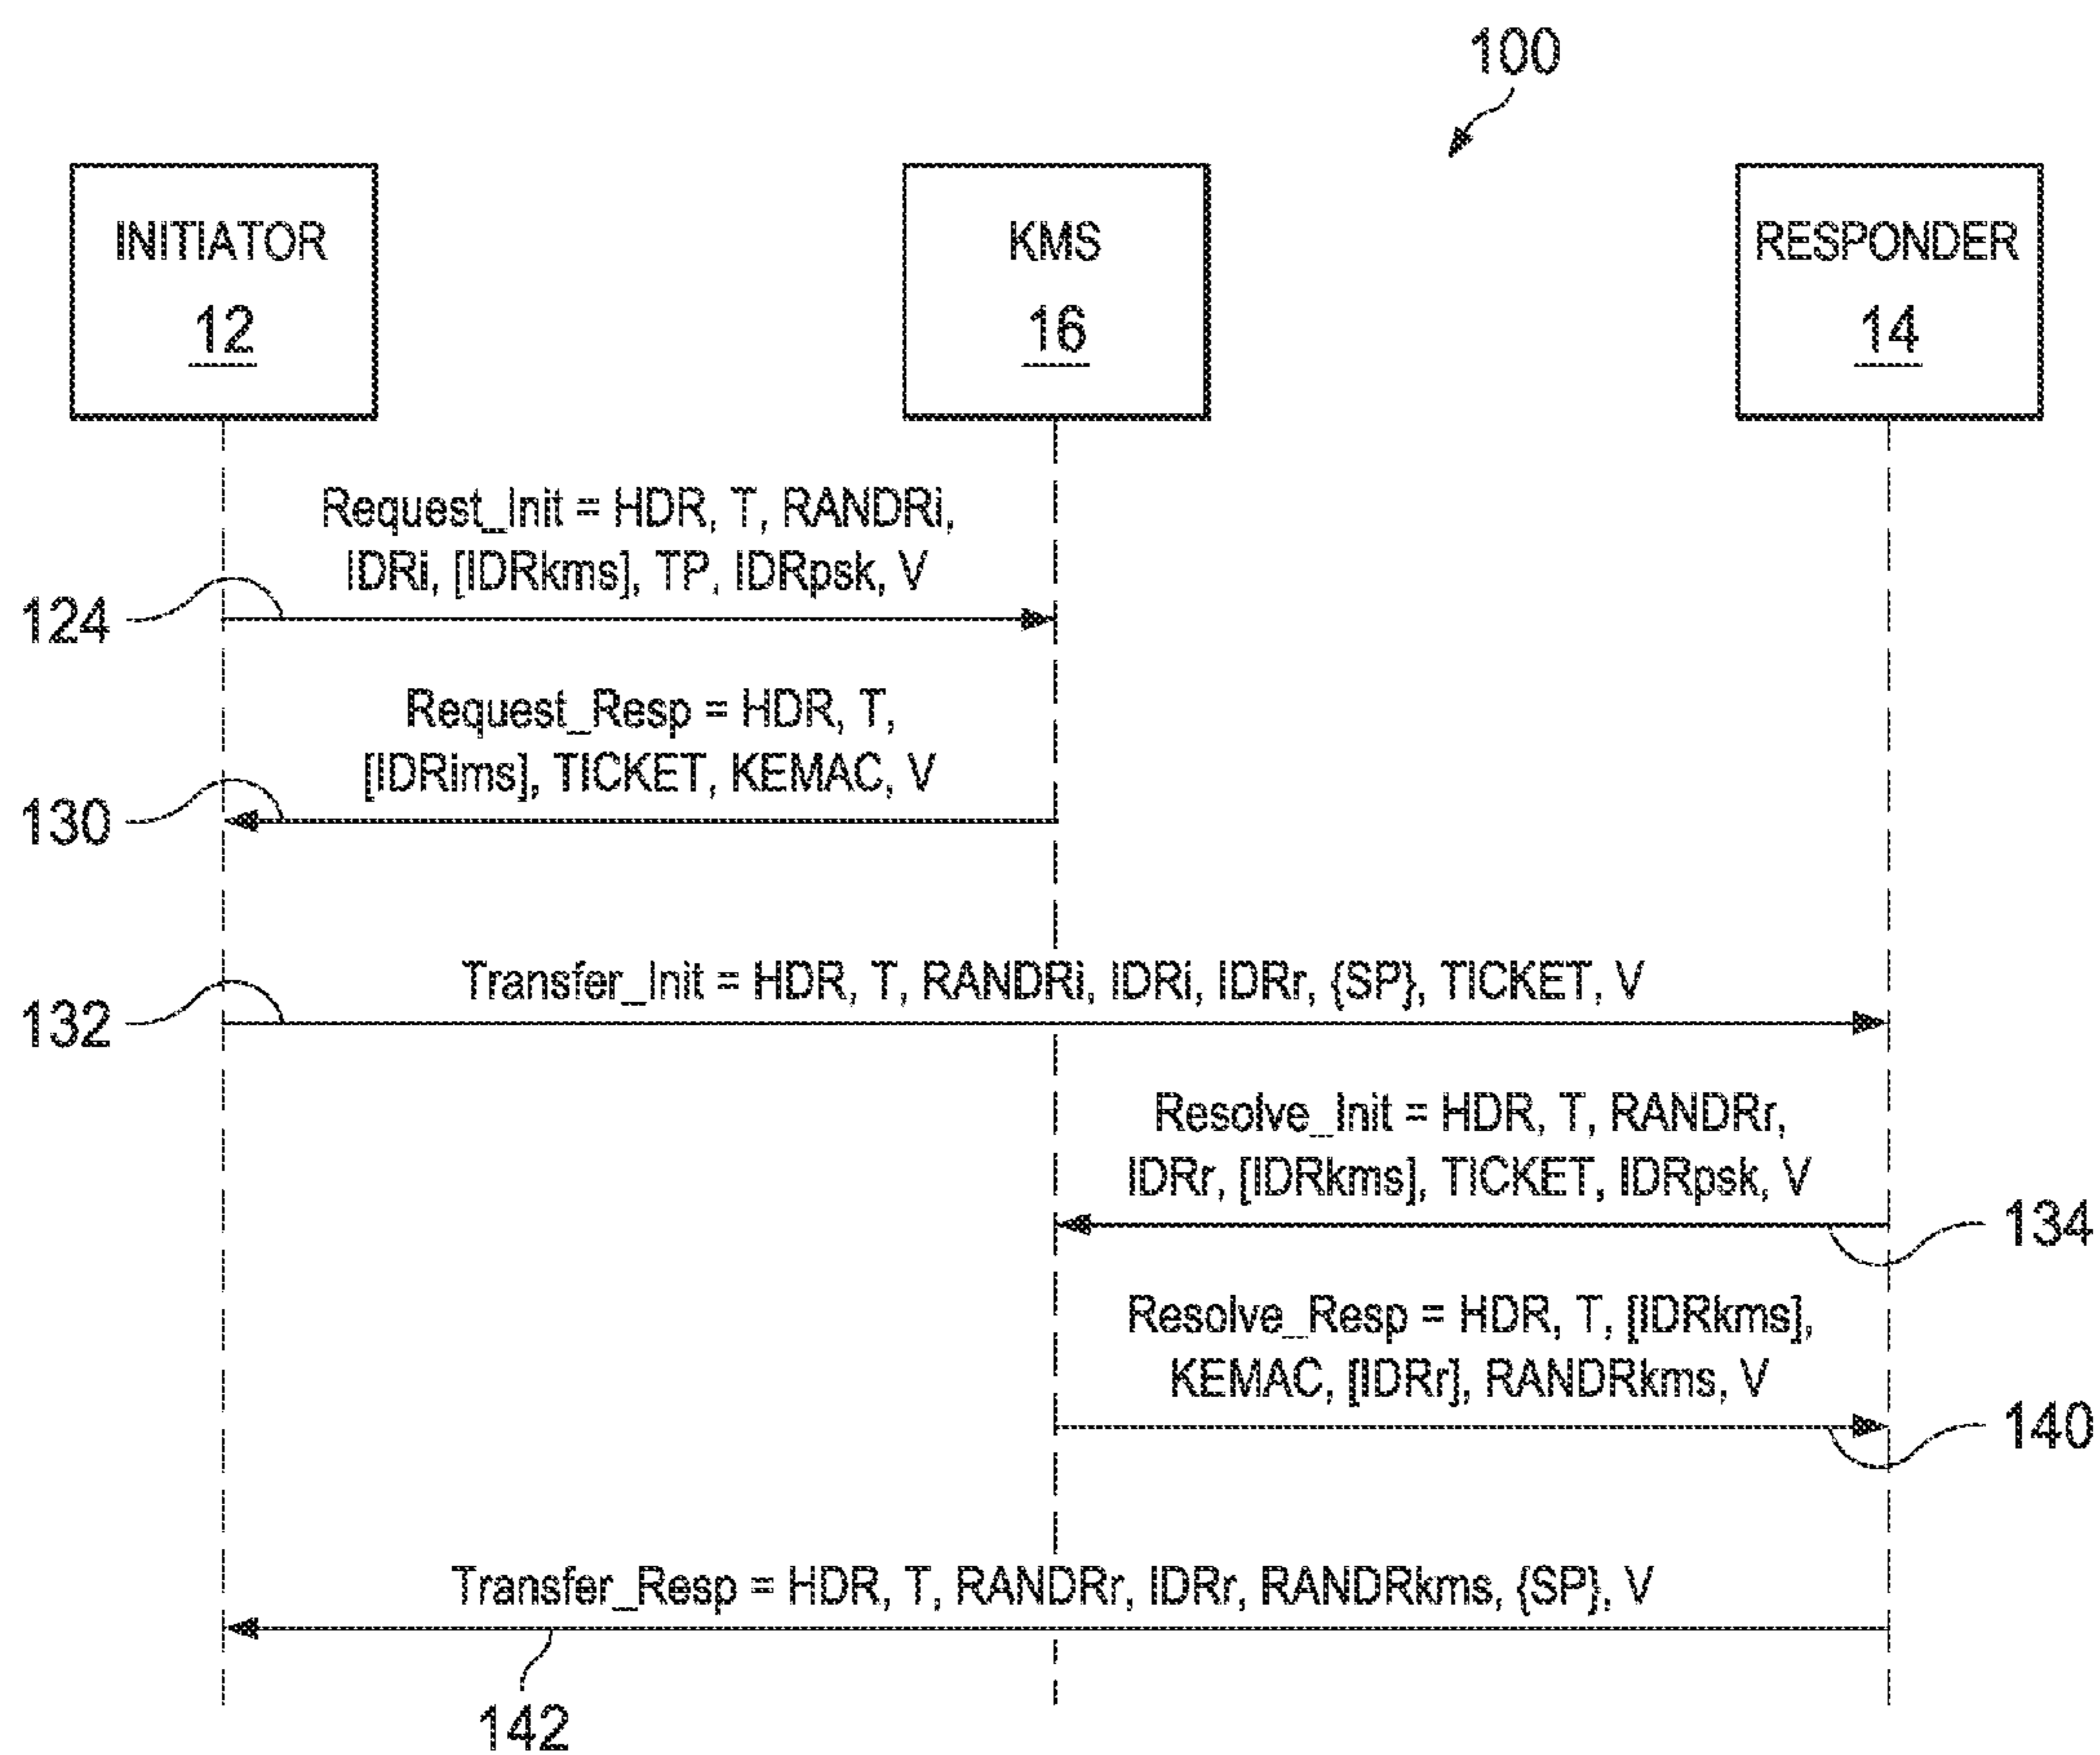 100
INITIATOR
12
KMS
16
RESPONDER
14
Request_Init = HDR, T, RANDRi,
IDRi, [IDRkms], TP, IDRpsk, V
124
Request_Resp = HDR, T,
[IDRims], TICKET, KEMAC, V
130
Transfer_Init = HDR, T, RANDRi, IDRi, IDRr, {SP}, TICKET, V
132
Resolve_Init = HDR, T, RANDRr,
IDRr, [IDRkms], TICKET, IDRpsk, V
134
Resolve_Resp = HDR, T, [IDRkms],
KEMAC, [IDRr], RANDRkms, V
140
Transfer_Resp = HDR, T, RANDRr, IDRr, RANDRkms, {SP}, V
142